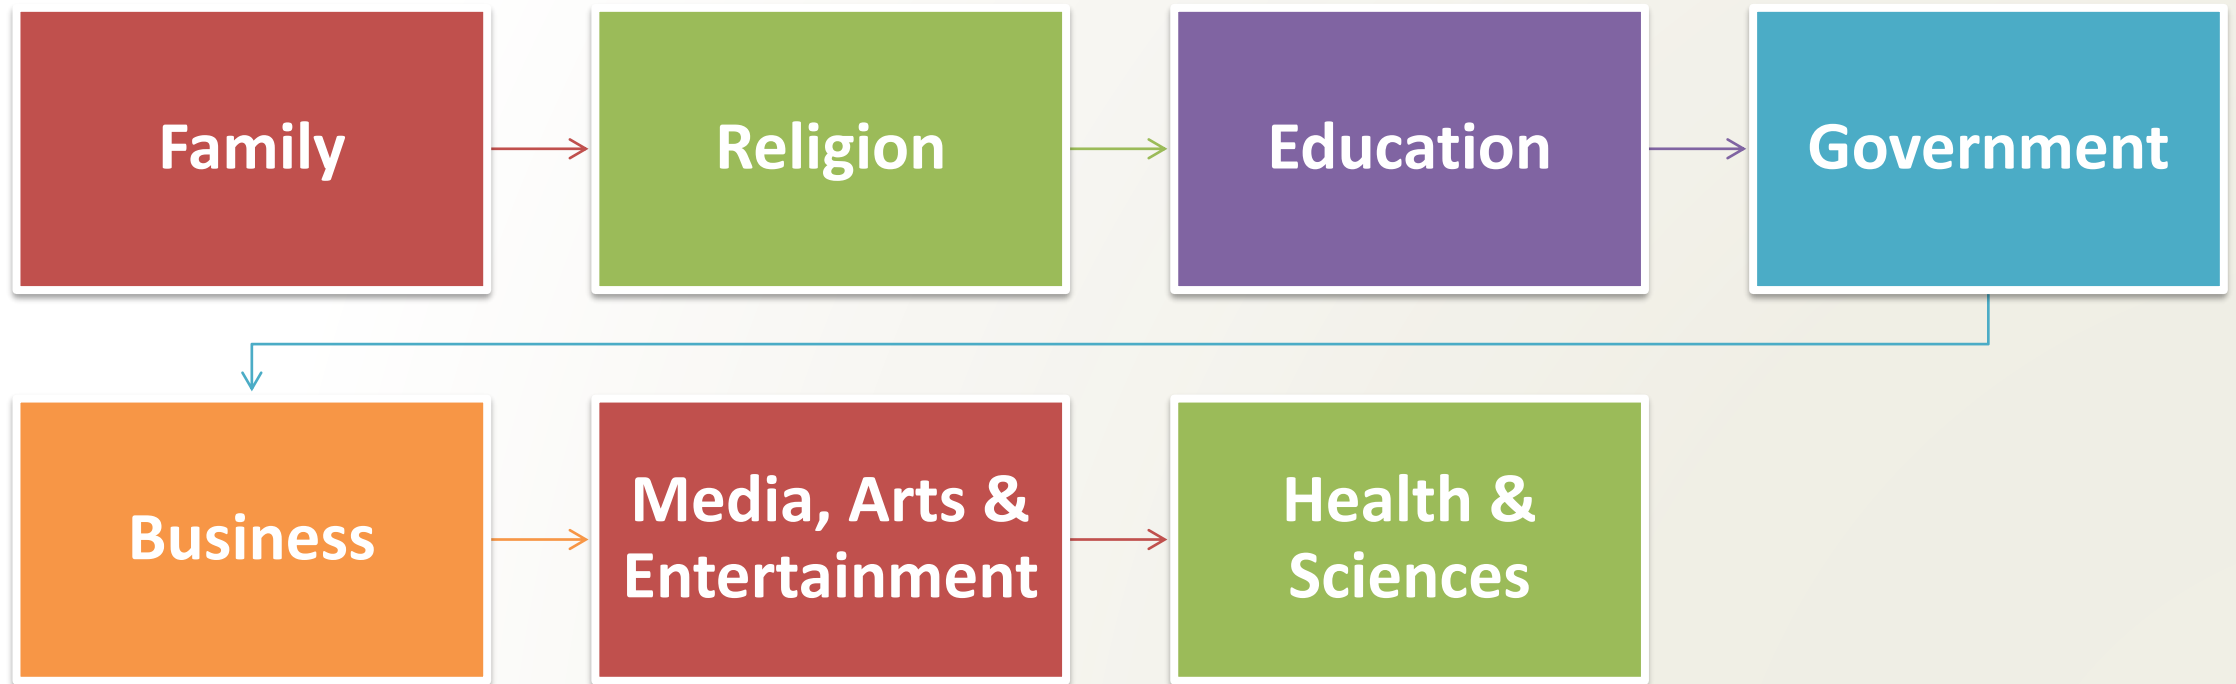 Family
Religion
Education
Government
Business
Media, Arts &
Entertainment
Health &
Sciences